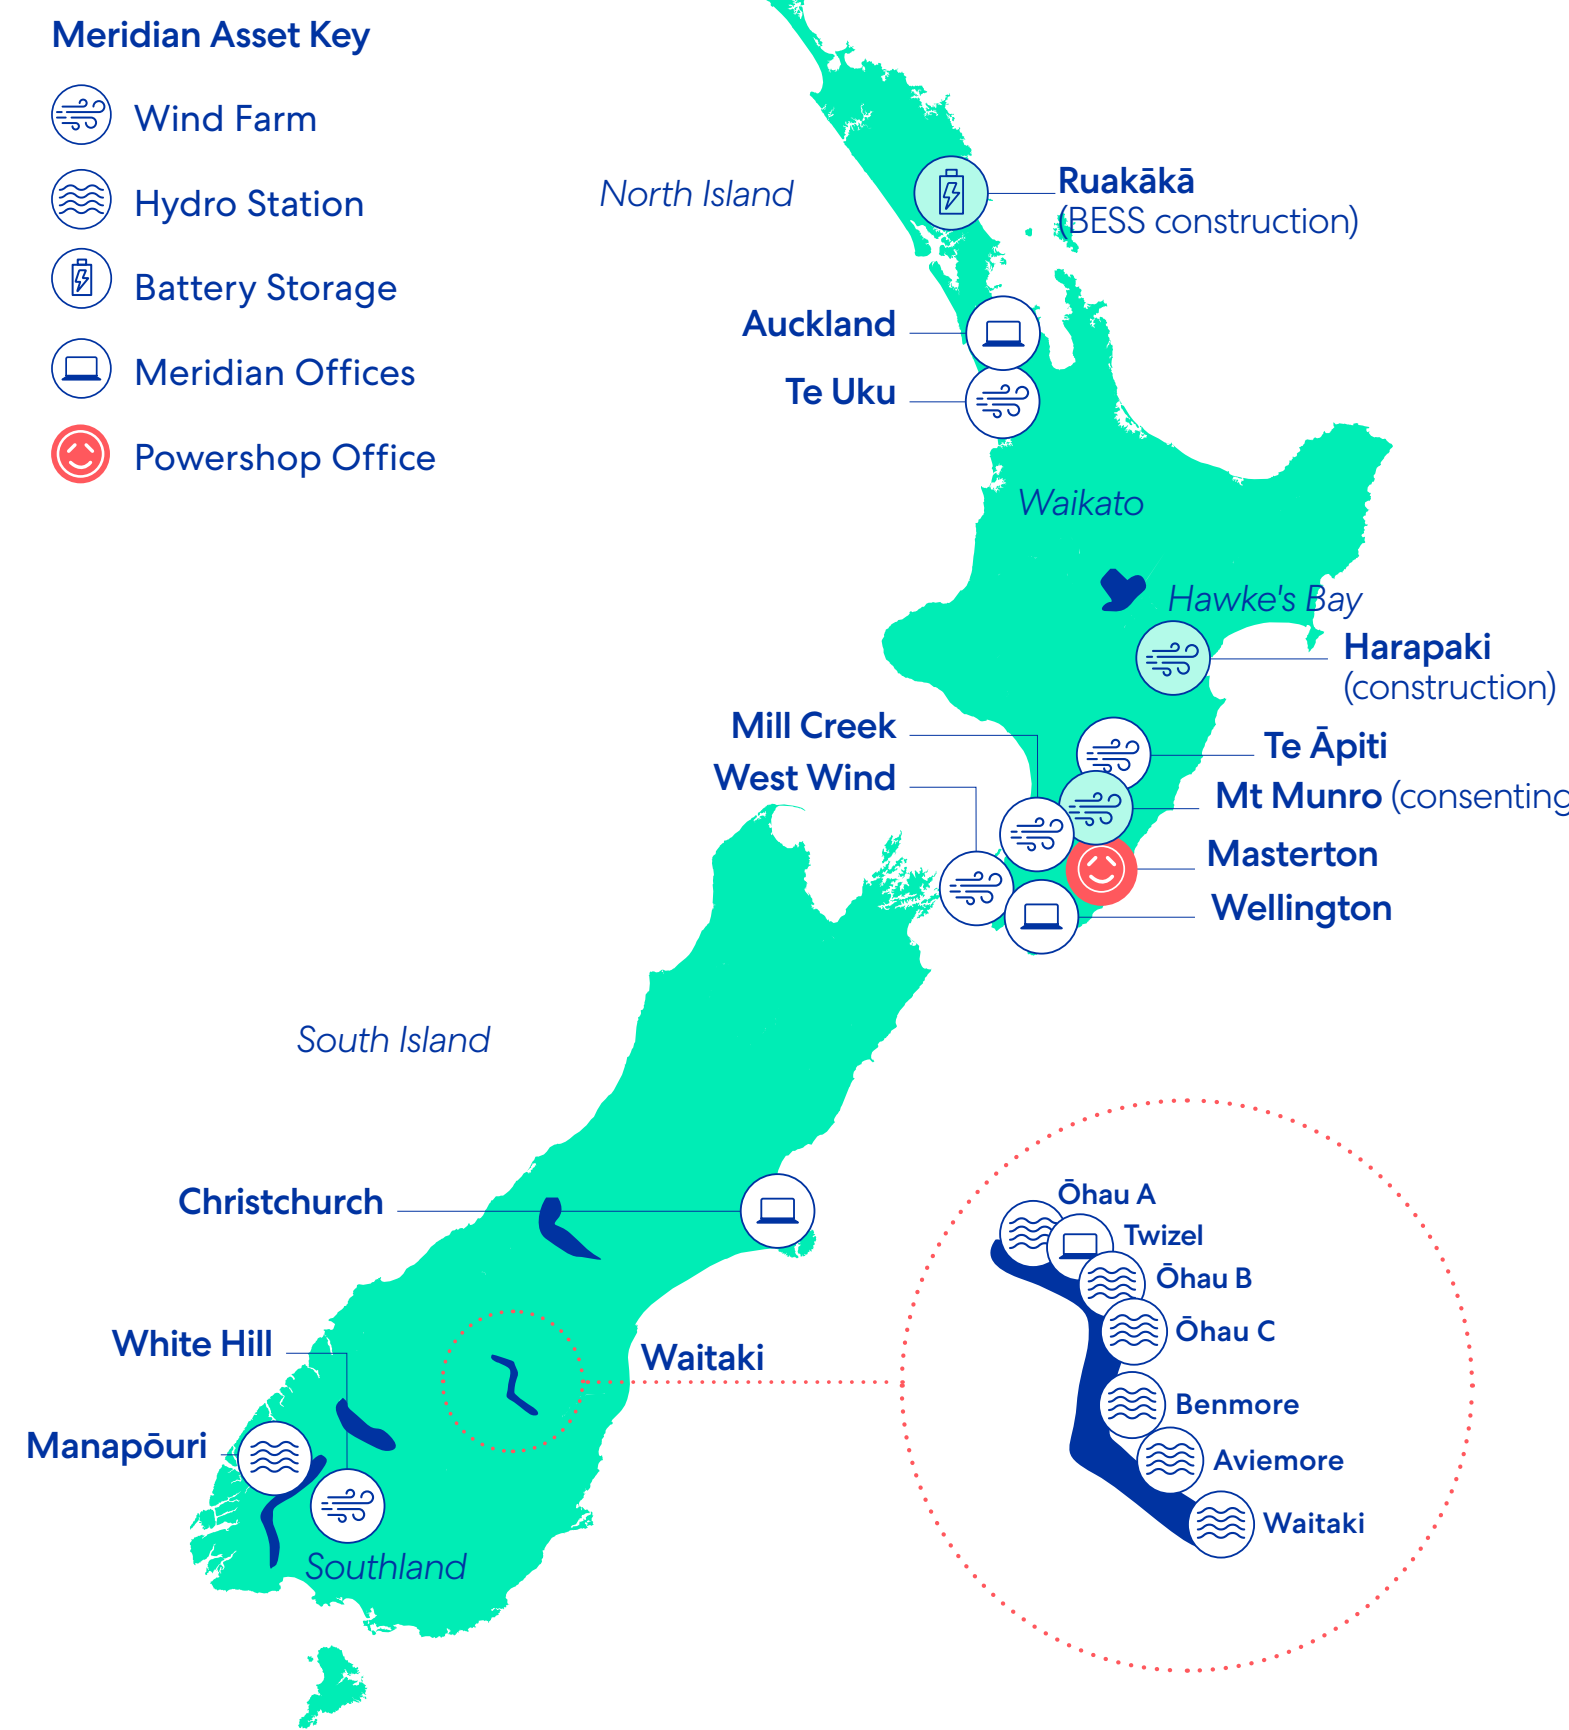 Meridian Asset Key
Wind Farm
Hydro Station
Battery Storage
Meridian Offices
Powershop Office
North Island
Ruakākā
(BESS construction)
Auckland
Te Uku
Waikato
Hawke's Bay
Harapaki
(construction)
Mill Creek
Te Āpiti
West Wind
Mt Munro (consenting
Masterton
Wellington
South Island
Christchurch
White Hill
Waitaki
Manapōuri
Southland
Ōhau A
Twizel
Ōhau B
Ōhau C
Benmore
Aviemore
Waitaki